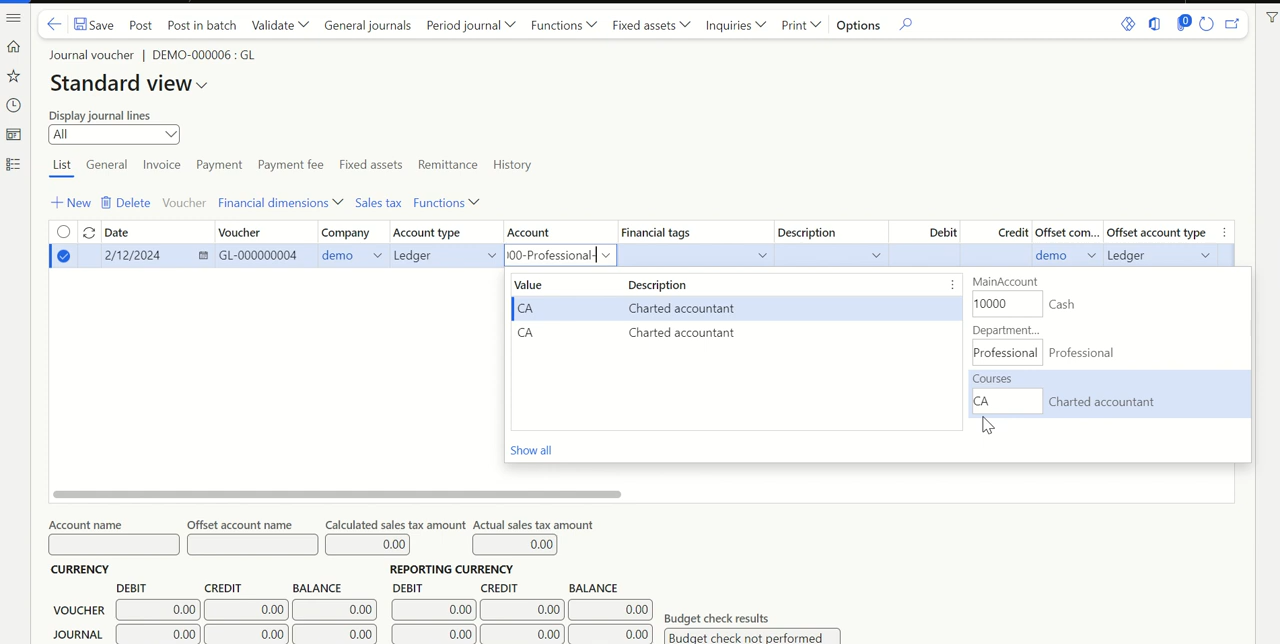 Save Post Post in batch Validate General journals Period journal Functions Fixed assets Inquiries Print Options 0
Journal voucher | DEMO-000006 : GL
Standard view
Display journal lines
All
List General Invoice Payment Payment fee Fixed assets Remittance History
+ New Delete Voucher Financial dimensions Sales tax Functions
Date Voucher Company Account type Account Financial tags Description Debit Credit Offset com... Offset account type
2/12/2024 GL-000000004 demo Ledger 00-Professional- demo Ledger
Value Description
CA Charted accountant
CA Charted accountant
Show all
MainAccount
10000 Cash
Department...
Professional Professional
Courses
CA Charted accountant
Account name Offset account name Calculated sales tax amount Actual sales tax amount
0.00 0.00
CURRENCY REPORTING CURRENCY
DEBIT CREDIT BALANCE DEBIT CREDIT BALANCE
VOUCHER 0.00 0.00 0.00 0.00 0.00 0.00
JOURNAL 0.00 0.00 0.00 0.00 0.00 0.00
Budget check results
Budget check not performed